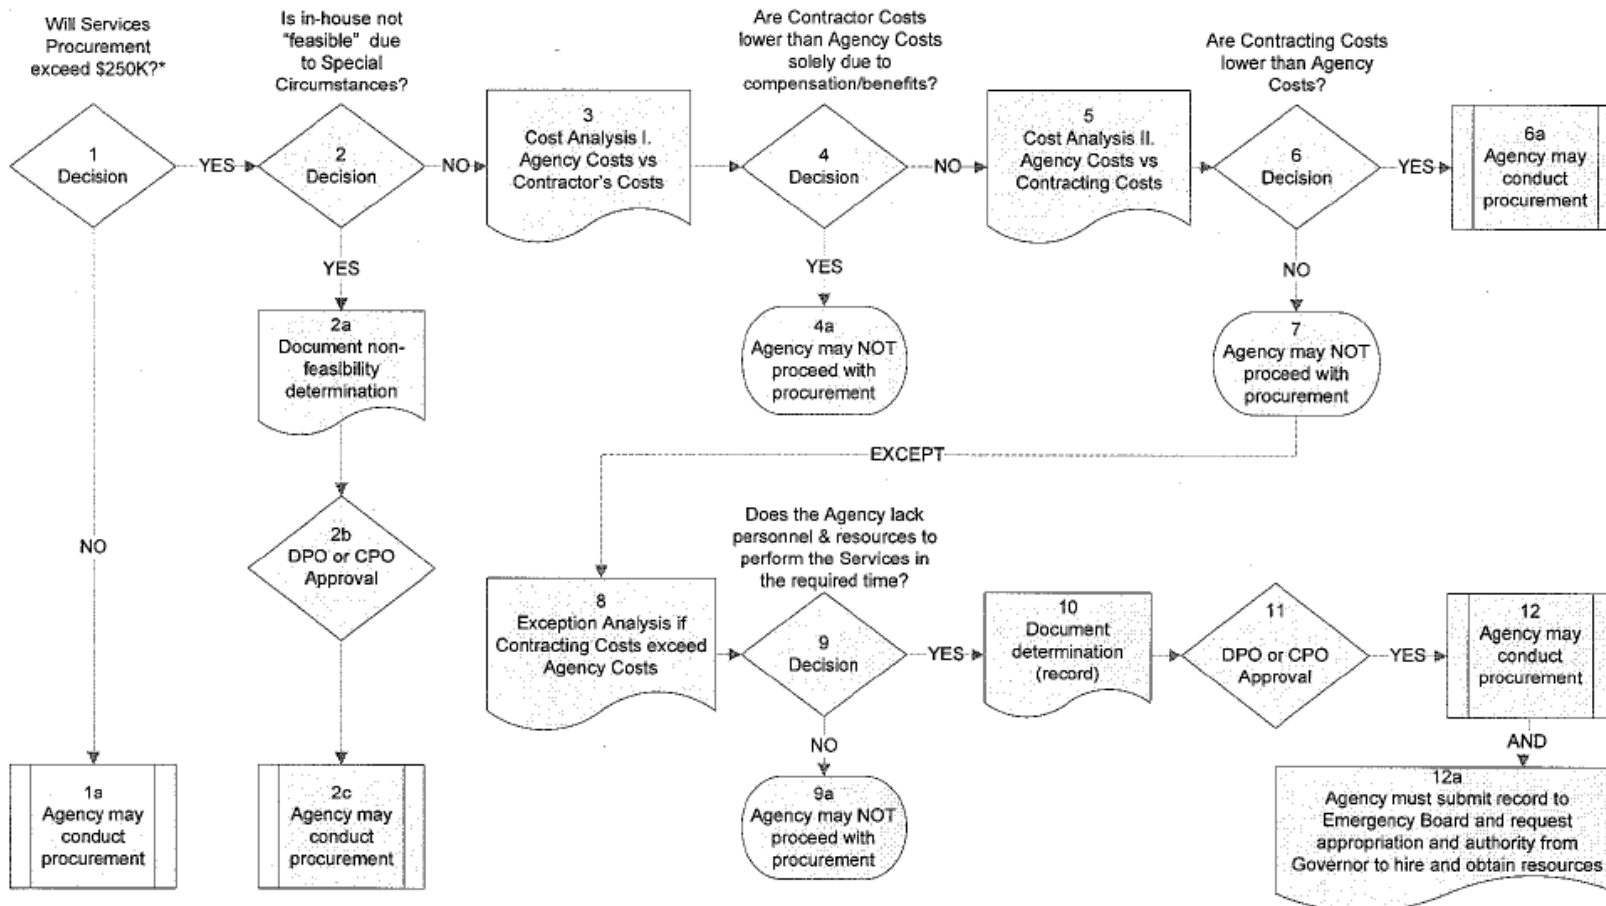 Will Services
Procurement
exceed $250K?*
Is in-house not
"feasible" due
to Special
Circumstances?
Are Contractor Costs
lower than Agency Costs
solely due to
compensation/benefits?
Are Contracting Costs
lower than Agency
Costs?
1
Decision
YES
2
Decision
NO
3
Cost Analysis I.
Agency Costs vs
Contractor's Costs
4
Decision
NO
5
Cost Analysis II.
Agency Costs vs
Contracting Costs
6
Decision
YES
6a
Agency may
conduct
procurement
YES
YES
NO
2a
Document non-
feasibility
determination
4a
Agency may NOT
proceed with
procurement
7
Agency may NOT
proceed with
procurement
EXCEPT
NO
2b
DPO or CPO
Approval
Does the Agency lack
personnel & resources to
perform the Services in
the required time?
8
Exception Analysis if
Contracting Costs exceed
Agency Costs
9
Decision
YES
10
Document
determination
(record)
11
DPO or CPO
Approval
YES
12
Agency may
conduct
procurement
NO
AND
1a
Agency may
conduct
procurement
2c
Agency may
conduct
procurement
9a
Agency may NOT
proceed with
procurement
12a
Agency must submit record to
Emergency Board and request
appropriation and authority from
Governor to hire and obtain resources